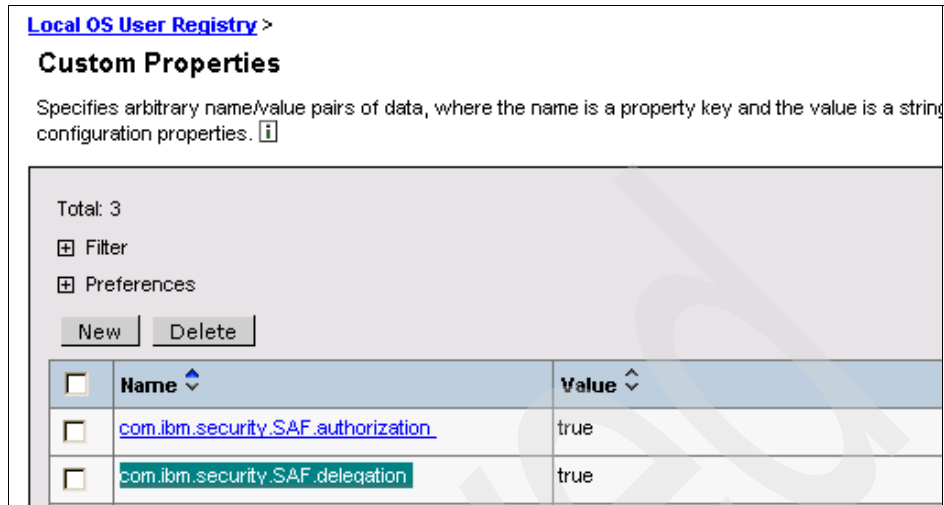 Local OS User Registry >
Custom Properties
Specifies arbitrary name/value pairs of data, where the name is a property key and the value is a string
configuration properties. i
Total: 3
Filter
Preferences
New Delete
Name Value
com.ibm.security.SAF.authorization true
com.ibm.security.SAF.delegation true